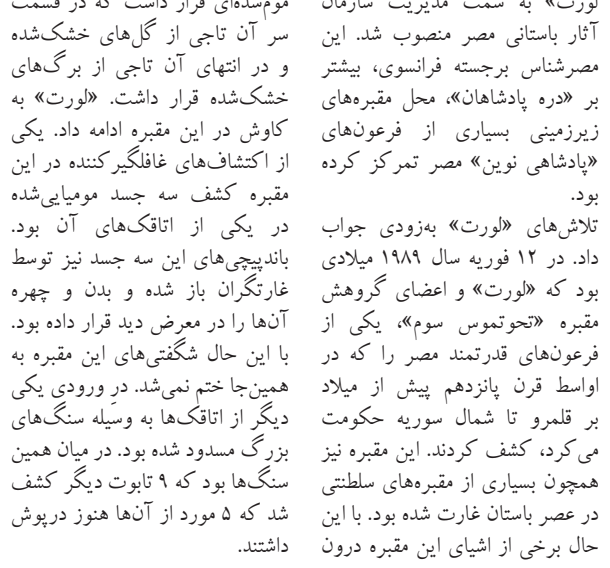 لورت» به سمت مدیریت سازمان
آثار باستانی مصر منصوب شد. این
مصرشناس برجسته فرانسوی، بیشتر
بر «دره پادشاهان»، محل مقبره‌های
زیرزمینی بسیاری از فرعون‌های
«پادشاهی نوین» مصر تمرکز کرده
بود.
تلاش‌های «لورت» به‌زودی جواب
داد. در ۱۲ فوریه سال ۱۹۸۹ میلادی
بود که «لورت» و اعضای گروهش
مقبره «تحوتموس سوم»، یکی از
فرعون‌های قدرتمند مصر را که در
اواسط قرن پانزدهم پیش از میلاد
بر قلمرو تا شمال سوریه حکومت
می‌کرد، کشف کردند. این مقبره نیز
همچون بسیاری از مقبره‌های سلطنتی
در عصر باستان غارت شده بود. با این
حال برخی از اشیای این مقبره درون
موم‌شده‌ای قرار داشت که در قسمت
سر آن تاجی از گل‌های خشک‌شده
و در انتهای آن تاجی از برگ‌های
خشک‌شده قرار داشت. «لورت» به
کاوش در این مقبره ادامه داد. یکی
از اکتشاف‌های غافلگیرکننده در این
مقبره کشف سه جسد مومیایی‌شده
در یکی از اتاقک‌های آن بود.
باندپیچی‌های این سه جسد نیز توسط
غارتگران باز شده و بدن و چهره
آن‌ها را در معرض دید قرار داده بود.
با این حال شگفتی‌های این مقبره به
همین‌جا ختم نمی‌شد. درِ ورودی یکی
دیگر از اتاقک‌ها به وسیله سنگ‌های
بزرگ مسدود شده بود. در میان همین
سنگ‌ها بود که ۹ تابوت دیگر کشف
شد که ۵ مورد از آن‌ها هنوز درپوش
داشتند.